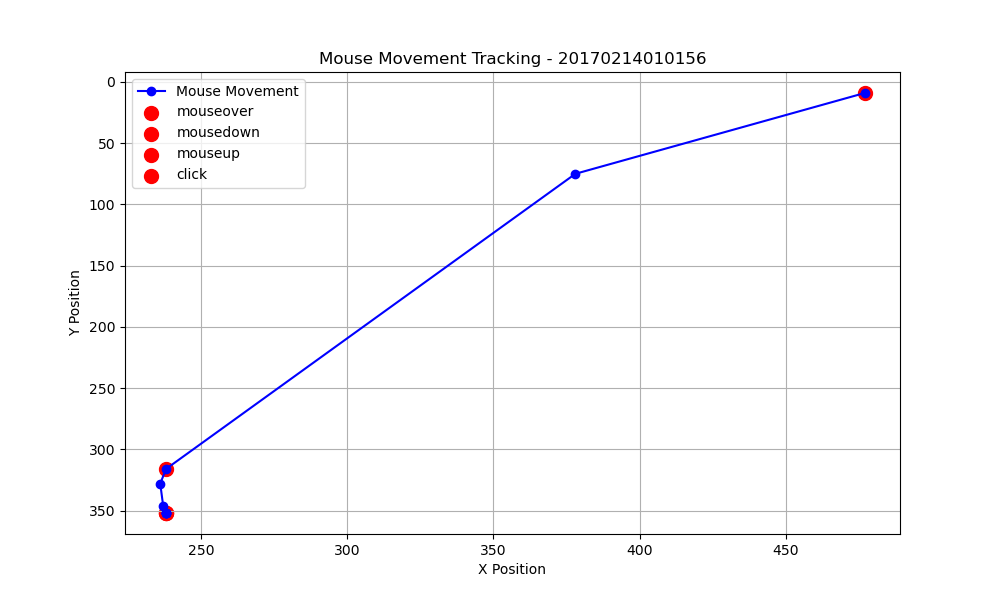 Mouse Movement Tracking - 20170214010156
Mouse Movement
mouseover
mousedown
mouseup
click
0
50
100
150
200
250
300
350
Y Position
250
300
350
400
450
X Position